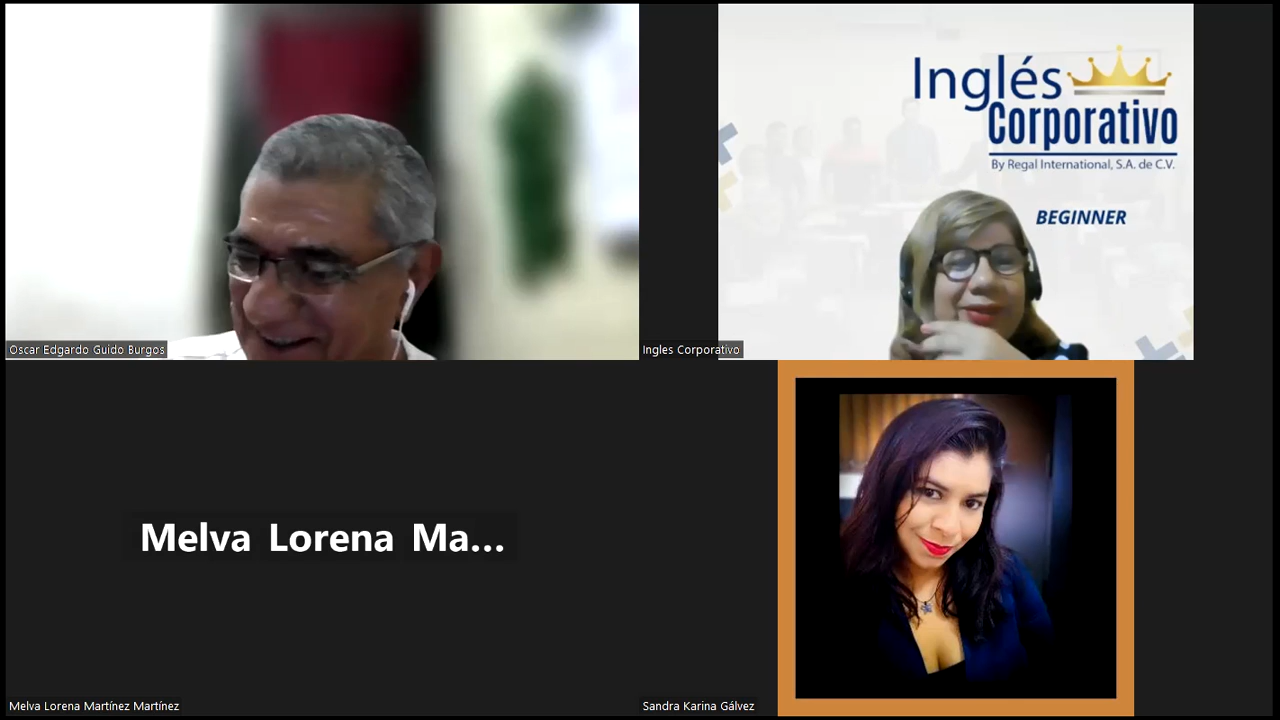 Inglés
Corporativo
By Regal International, S.A. de C.V.
BEGINNER
Oscar Edgardo Guido Burgos
Ingles Corporativo
Melva Lorena Ma...
Melva Lorena Martínez Martínez
Sandra Karina Gálvez